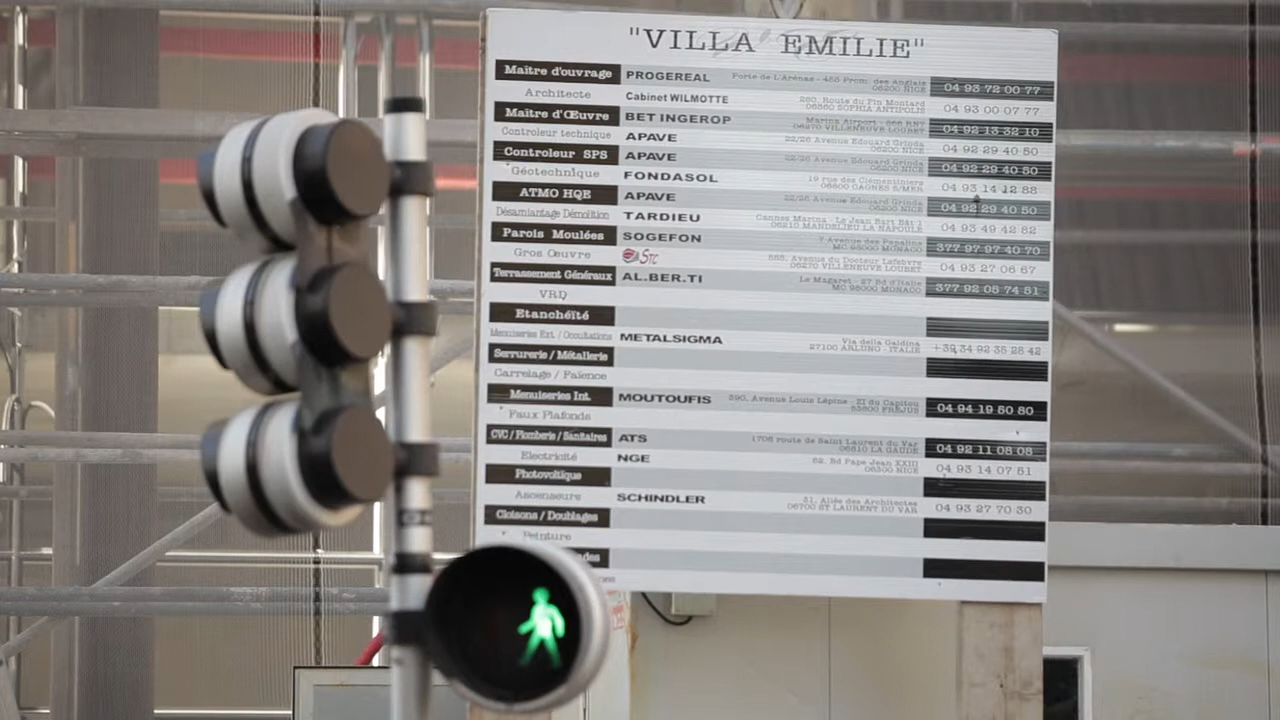 "VILLA EMILIE"
Maître d'ouvrage PROGEREAL Porte de L'Arénas - 455 Prom. des Anglais 06200 NICE 04 93 72 00 77
Architecte Cabinet WILMOTTE 260, Route du Pin Montard 06560 SOPHIA ANTIPOLIS 04 93 00 07 77
Maître d'Œuvre BET INGEROP Marina Airport - RN7 06270 VILLENEUVE LOUBET 04 92 13 32 10
Controleur technique APAVE 22/26 Avenue Edouard Grinda 06200 NICE 04 92 29 40 50
Controleur SPS APAVE 22/26 Avenue Edouard Grinda 06200 NICE 04 92 29 40 50
Géotechnique FONDASOL 19 rue des Clémentiniers 06800 CAGNES S/MER 04 93 14 12 88
ATMO HQE APAVE 22/26 Avenue Edouard Grinda 06200 NICE 04 92 29 40 50
Désamiantage Démolition TARDIEU Cannes Marina - Le Jean Bart Bât 1 06210 MANDELIEU LA NAPOULE 04 93 49 42 82
Parois Moulées SOGEFON 7 Avenue des Papalins MC 98000 MONACO 377 97 97 40 70
Gros Œuvre Stc 558, Avenue du Docteur Lefebvre 06270 VILLENEUVE LOUBET 04 93 27 06 67
Terrassement Généraux AL.BER.TI Le Magaret - 27 Bd d'Italie MC 98000 MONACO 377 92 05 74 51
VRD
Etanchéité
Menuiseries Ext. / Occultations METALSIGMA Via della Galdina 27100 ARLUNO - ITALIE +39 34 92 35 28 42
Serrurerie / Métallerie
Carrelage / Faïence
Menuiseries Int. MOUTOUFIS 390, Avenue Louis Lépine - ZI du Capitou 83600 FREJUS 04 94 19 50 80
Faux Plafonds
CVC / Plomberie / Sanitaires ATS 1706 route de Saint Laurent du Var 06610 LA GAUDE 04 92 11 08 08
Electricité NGE 52, Bd Pape Jean XXIII 06300 NICE 04 93 14 07 51
Photovoltique
Ascenseurs SCHINDLER 31, Allée des Architectes 06700 ST LAURENT DU VAR 04 93 27 70 30
Cloisons / Doublages
Peinture